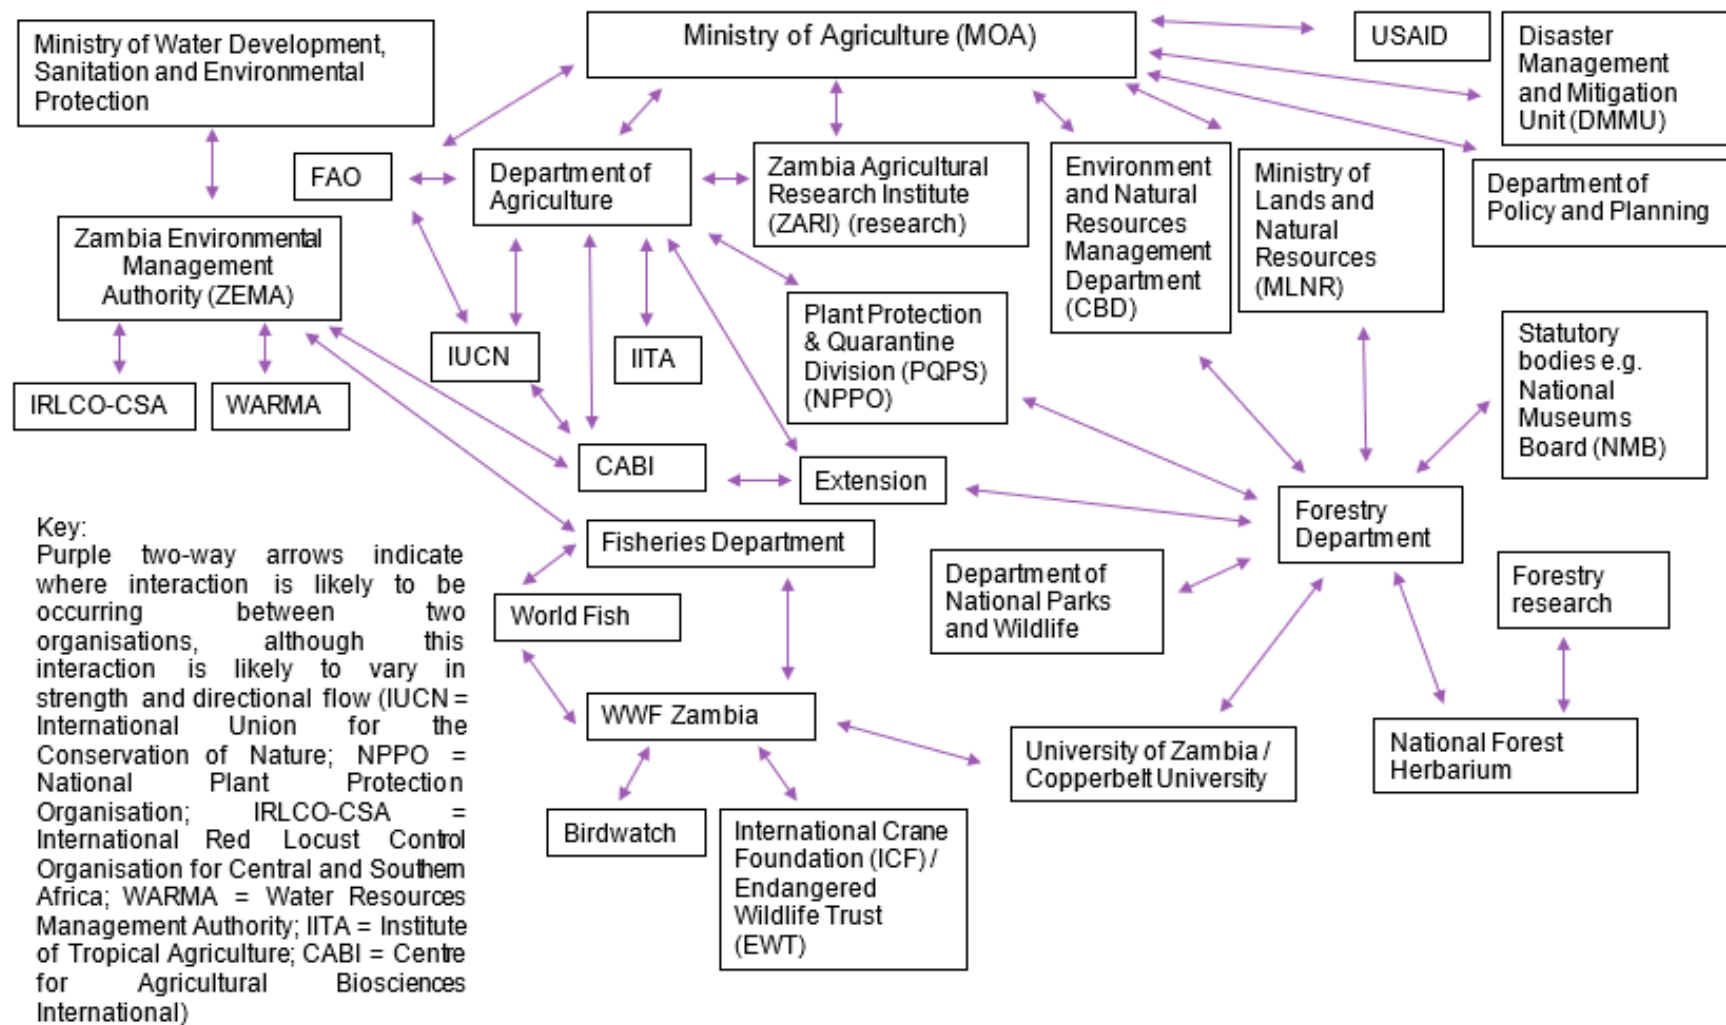 Ministry of Water Development,
Sanitation and Environmental
Protection
Ministry of Agriculture (MOA)
USAID
Disaster
Management
and Mitigation
Unit (DMMU)
FAO
Department of
Agriculture
Zambia Agricultural
Research Institute
(ZARI) (research)
Environment
and Natural
Resources
Management
Department
(CBD)
Ministry of
Lands and
Natural
Resources
(MLNR)
Department of
Policy and Planning
Zambia Environmental
Management
Authority (ZEMA)
IUCN
IITA
Plant Protection
& Quarantine
Division (PQPS)
(NPPO)
Statutory
bodies e.g.
National
Museums
Board (NMB)
IRLCO-CSA
WARMA
CABI
Extension
Forestry
Department
Fisheries Department
Department of
National Parks
and Wildlife
Forestry
research
World Fish
WWF Zambia
University of Zambia /
Copperbelt University
National Forest
Herbarium
Birdwatch
International Crane
Foundation (ICF) /
Endangered
Wildlife Trust
(EWT)
Key:
Purple two-way arrows indicate
where interaction is likely to be
occurring between two
organisations, although this
interaction is likely to vary in
strength and directional flow (IUCN =
International Union for the
Conservation of Nature; NPPO =
National Plant Protection
Organisation; IRLCO-CSA =
International Red Locust Control
Organisation for Central and Southern
Africa; WARMA = Water Resources
Management Authority; IITA = Institute
of Tropical Agriculture; CABI = Centre
for Agricultural Biosciences
International)